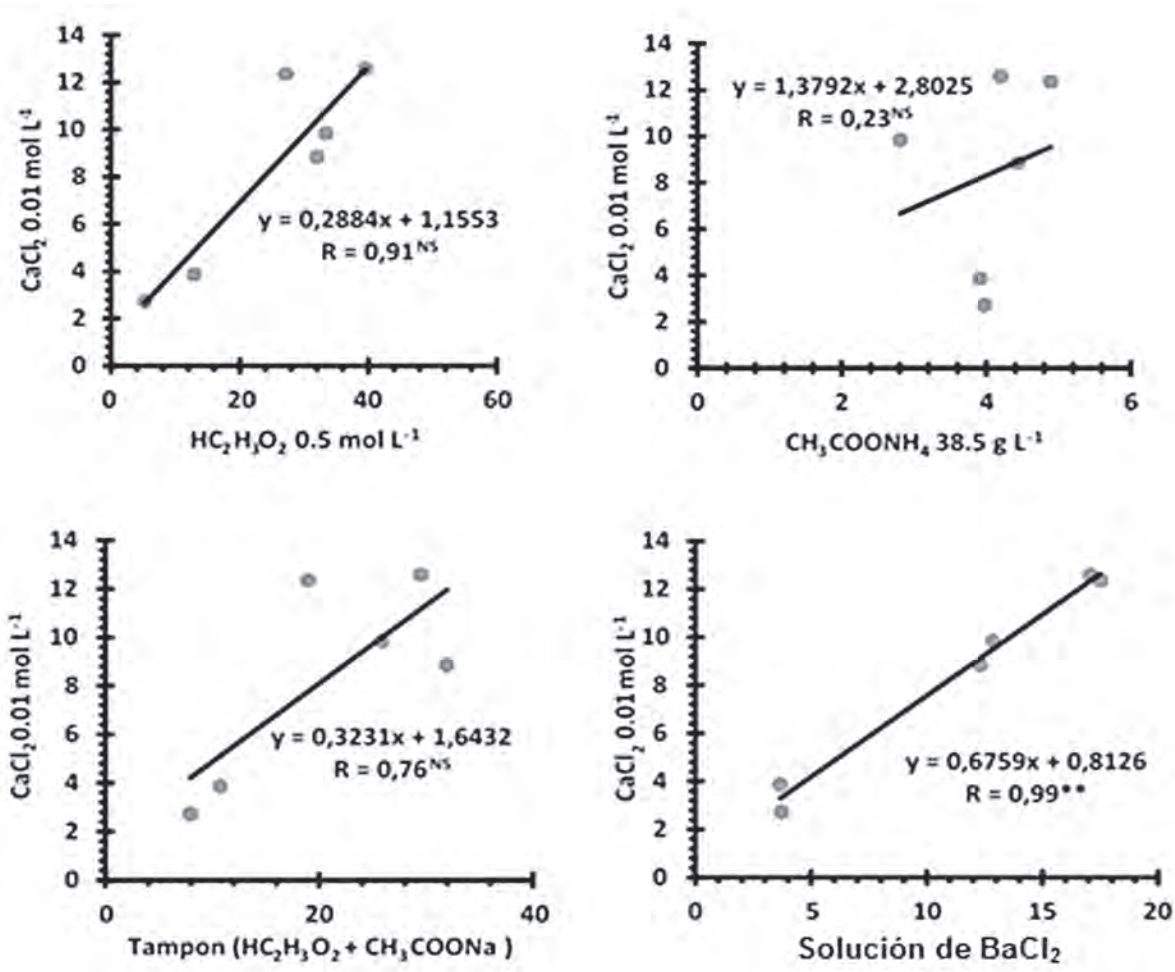 14
12
10
8
6
4
2
0
CaCl₂ 0.01 mol L⁻¹
y = 0,2884x + 1,1553
R = 0,91ᴺˢ
0 20 40 60
HC₂H₃O₂ 0.5 mol L⁻¹
14
12
10
8
6
4
2
0
CaCl₂ 0.01 mol L⁻¹
y = 1,3792x + 2,8025
R = 0,23ᴺˢ
0 2 4 6
CH₃COONH₄ 38.5 g L⁻¹
14
12
10
8
6
4
2
0
CaCl₂ 0.01 mol L⁻¹
y = 0,3231x + 1,6432
R = 0,76ᴺˢ
0 20 40
Tampon (HC₂H₃O₂ + CH₃COONa )
14
12
10
8
6
4
2
0
CaCl₂ 0.01 mol L⁻¹
y = 0,6759x + 0,8126
R = 0,99**
0 5 10 15 20
Solución de BaCl₂